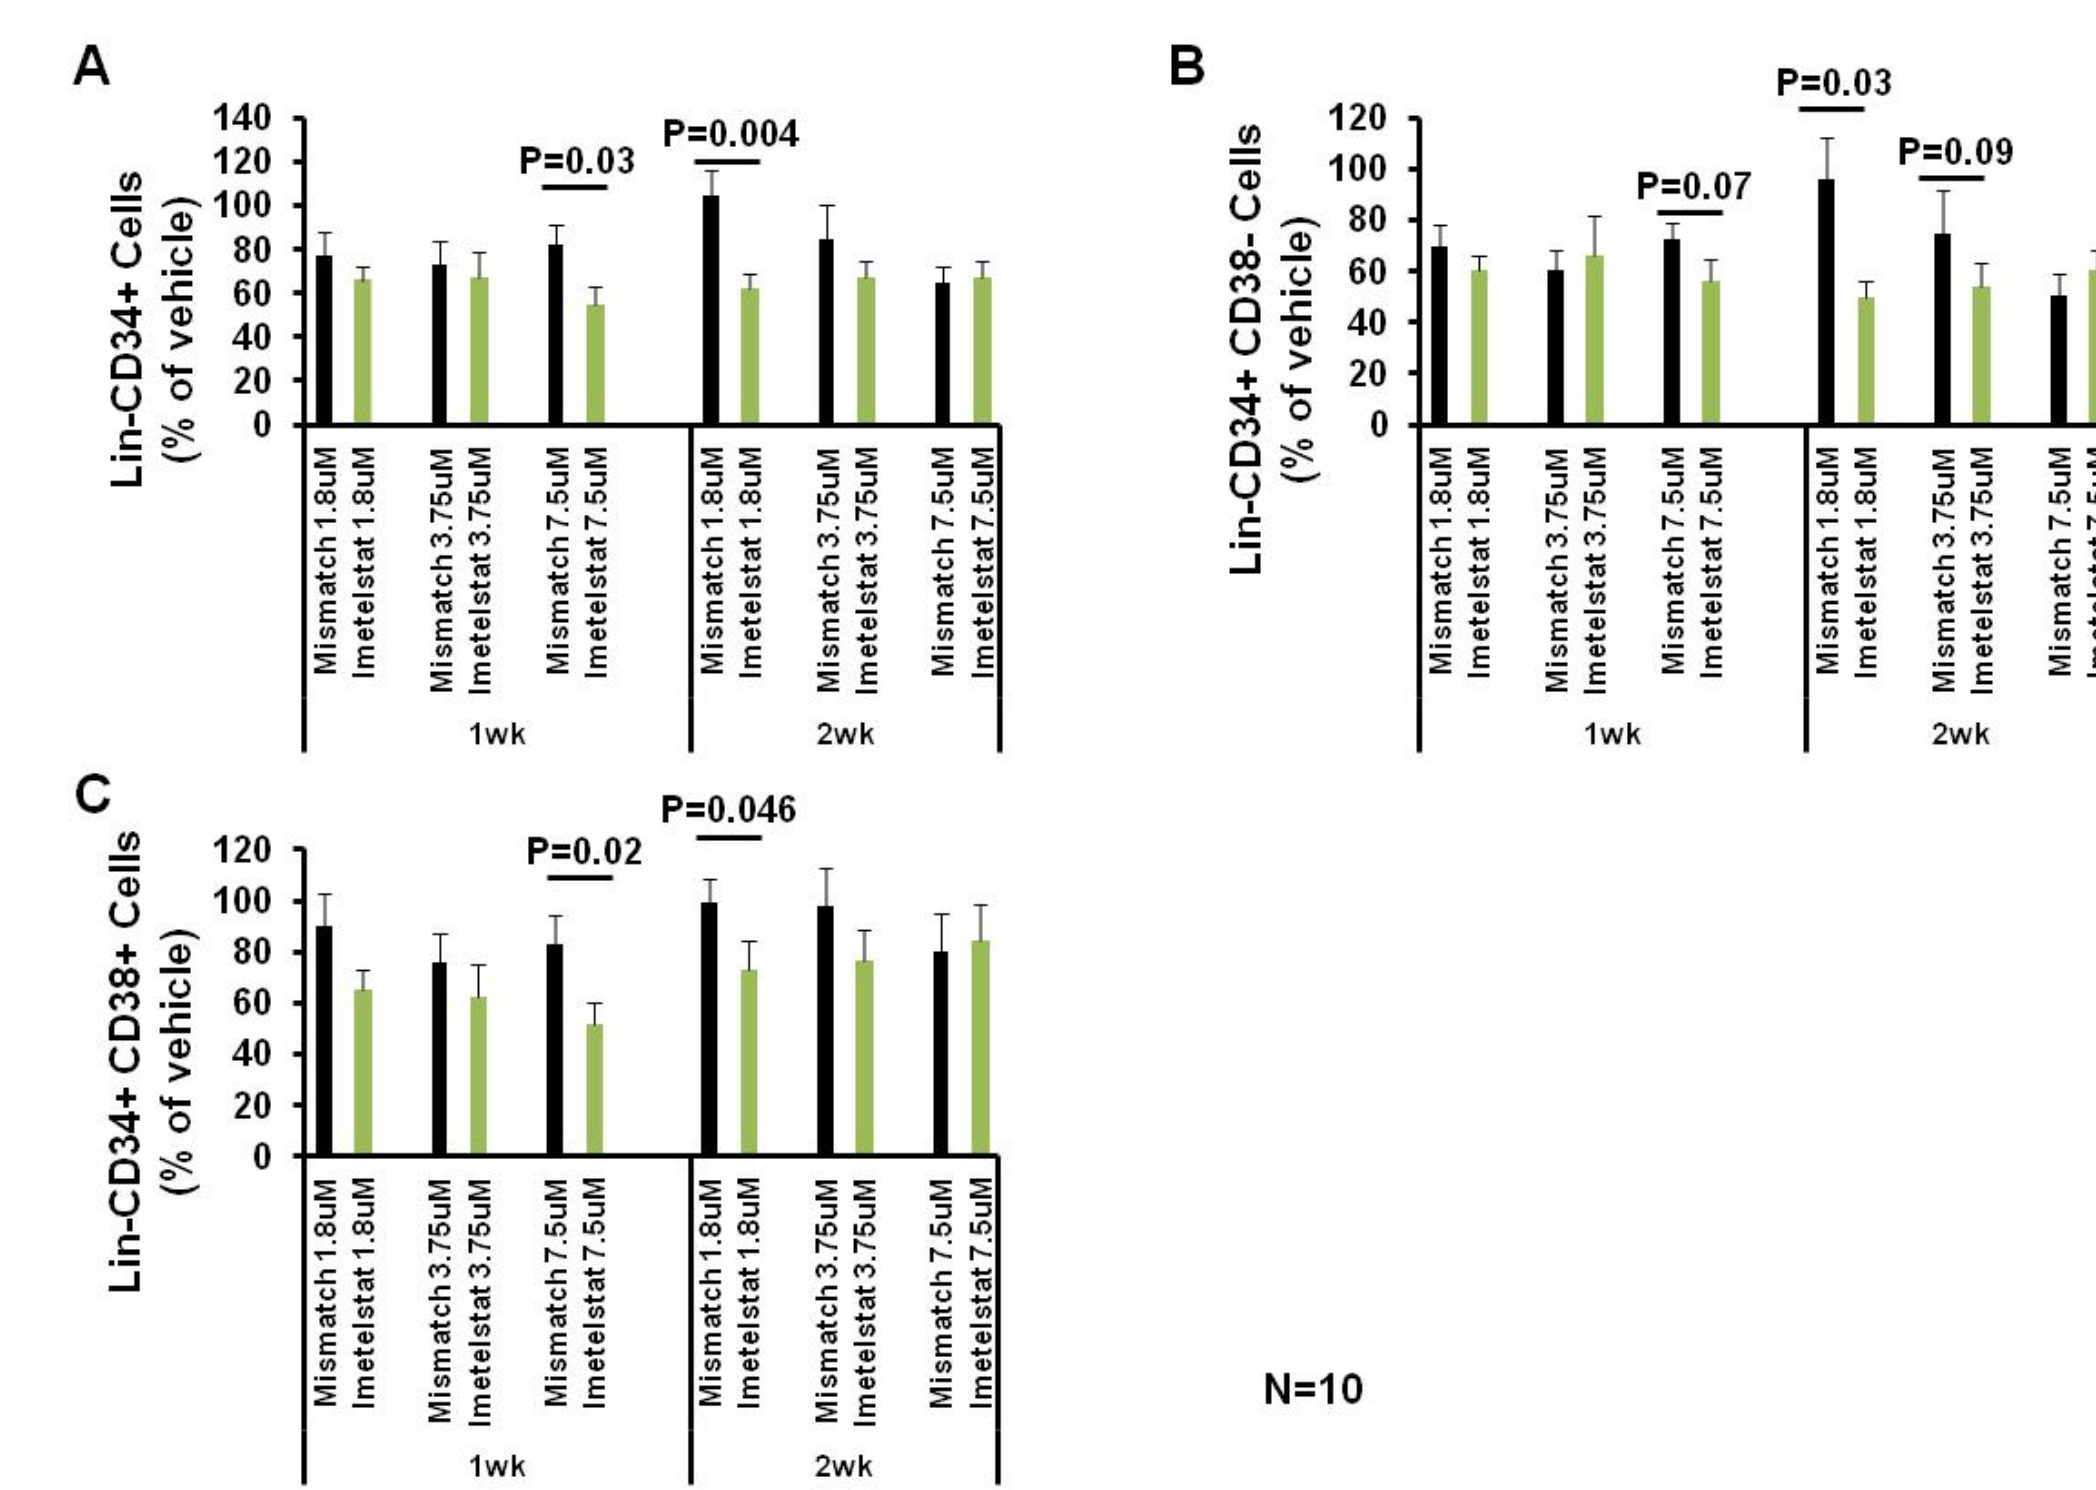 A
Lin-CD34+ Cells
(% of vehicle)
140
120
100
80
60
40
20
0
P=0.03
P=0.004
Mismatch 1.8uM
Imetelstat 1.8uM
Mismatch 3.75uM
Imetelstat 3.75uM
Mismatch 7.5uM
Imetelstat 7.5uM
Mismatch 1.8uM
Imetelstat 1.8uM
Mismatch 3.75uM
Imetelstat 3.75uM
Mismatch 7.5uM
Imetelstat 7.5uM
1wk
2wk
B
Lin-CD34+ CD38- Cells
(% of vehicle)
120
100
80
60
40
20
0
P=0.07
P=0.03
P=0.09
Mismatch 1.8uM
Imetelstat 1.8uM
Mismatch 3.75uM
Imetelstat 3.75uM
Mismatch 7.5uM
Imetelstat 7.5uM
Mismatch 1.8uM
Imetelstat 1.8uM
Mismatch 3.75uM
Imetelstat 3.75uM
Mismatch 7.5uM
1wk
2wk
C
Lin-CD34+ CD38+ Cells
(% of vehicle)
120
100
80
60
40
20
0
P=0.02
P=0.046
Mismatch 1.8uM
Imetelstat 1.8uM
Mismatch 3.75uM
Imetelstat 3.75uM
Mismatch 7.5uM
Imetelstat 7.5uM
Mismatch 1.8uM
Imetelstat 1.8uM
Mismatch 3.75uM
Imetelstat 3.75uM
Mismatch 7.5uM
Imetelstat 7.5uM
1wk
2wk
N=10